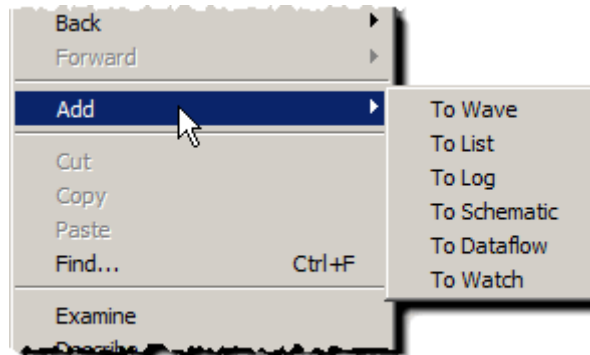 Back
Forward
Add
Cut
Copy
Paste
Find... Ctrl+F
Examine
To Wave
To List
To Log
To Schematic
To Dataflow
To Watch